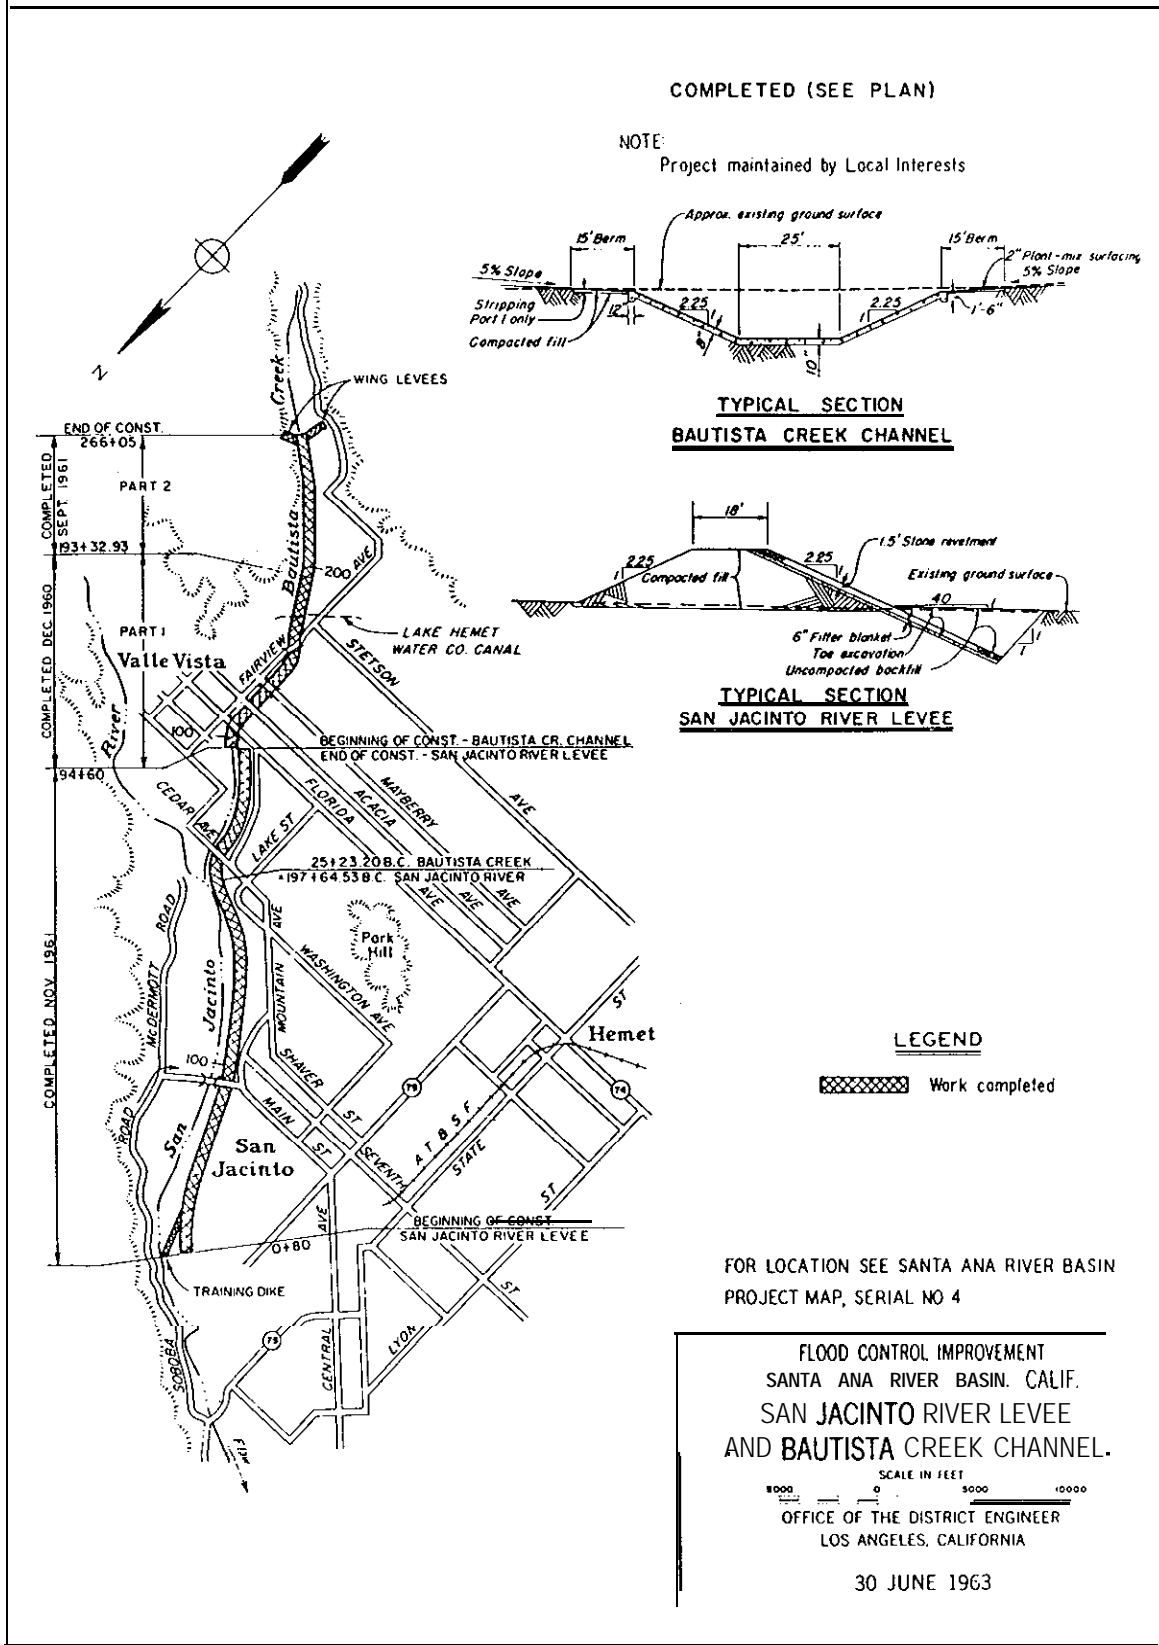 COMPLETED (SEE PLAN)
NOTE:
Project maintained by Local Interests
Approx. existing ground surface
15' Berm
25'
15' Berm
2" Plant-mix surfacing
5% Slope
5% Slope
Stripping
Part 1 only
Compacted fill
12"
2.25
1
8"
10"
2.25
1
1'-6"
TYPICAL SECTION
BAUTISTA CREEK CHANNEL
18'
2.25
1
Compacted fill
2.25
1
1.5' Stone revetment
Existing ground surface
40
6" Filter blanket
Toe excavation
Uncompacted backfill
1
1
TYPICAL SECTION
SAN JACINTO RIVER LEVEE
N
Creek
WING LEVEES
END OF CONST.
266+05
COMPLETED
SEPT. 1961
PART 2
193+32.93
Bautista
200
AVE
COMPLETED DEC. 1960
PART 1
LAKE HEMET
WATER CO. CANAL
Valle Vista
FAIRVIEW
STETSON
River
100
BEGINNING OF CONST. - BAUTISTA CR. CHANNEL
END OF CONST. - SAN JACINTO RIVER LEVEE
94+60
CEDAR
AVE
LAKE ST
FLORIDA
ACACIA
MAYBERRY
AVE
25+23.20 B.C. BAUTISTA CREEK
=197+64.53 B.C. SAN JACINTO RIVER
AVE
AVE
AVE
COMPLETED NOV. 1961
ROAD
McDERMOTT
Jacinto
AVE
MOUNTAIN
WASHINGTON AVE
Park
Hill
ST
Hemet
100
SHAVER
ST
79
74
ROAD
San
MAIN
ST
San
Jacinto
SEVENTH
A T & S F
STATE
ST
BEGINNING OF CONST.
SAN JACINTO RIVER LEVEE
AVE
0+80
TRAINING DIKE
ST
79
CENTRAL
LYON
SOBOBA
FLOW
LEGEND
Work completed
FOR LOCATION SEE SANTA ANA RIVER BASIN
PROJECT MAP, SERIAL NO 4
FLOOD CONTROL IMPROVEMENT
SANTA ANA RIVER BASIN. CALIF.
SAN JACINTO RIVER LEVEE
AND BAUTISTA CREEK CHANNEL.
SCALE IN FEET
5000 0 5000 10000
OFFICE OF THE DISTRICT ENGINEER
LOS ANGELES, CALIFORNIA
30 JUNE 1963